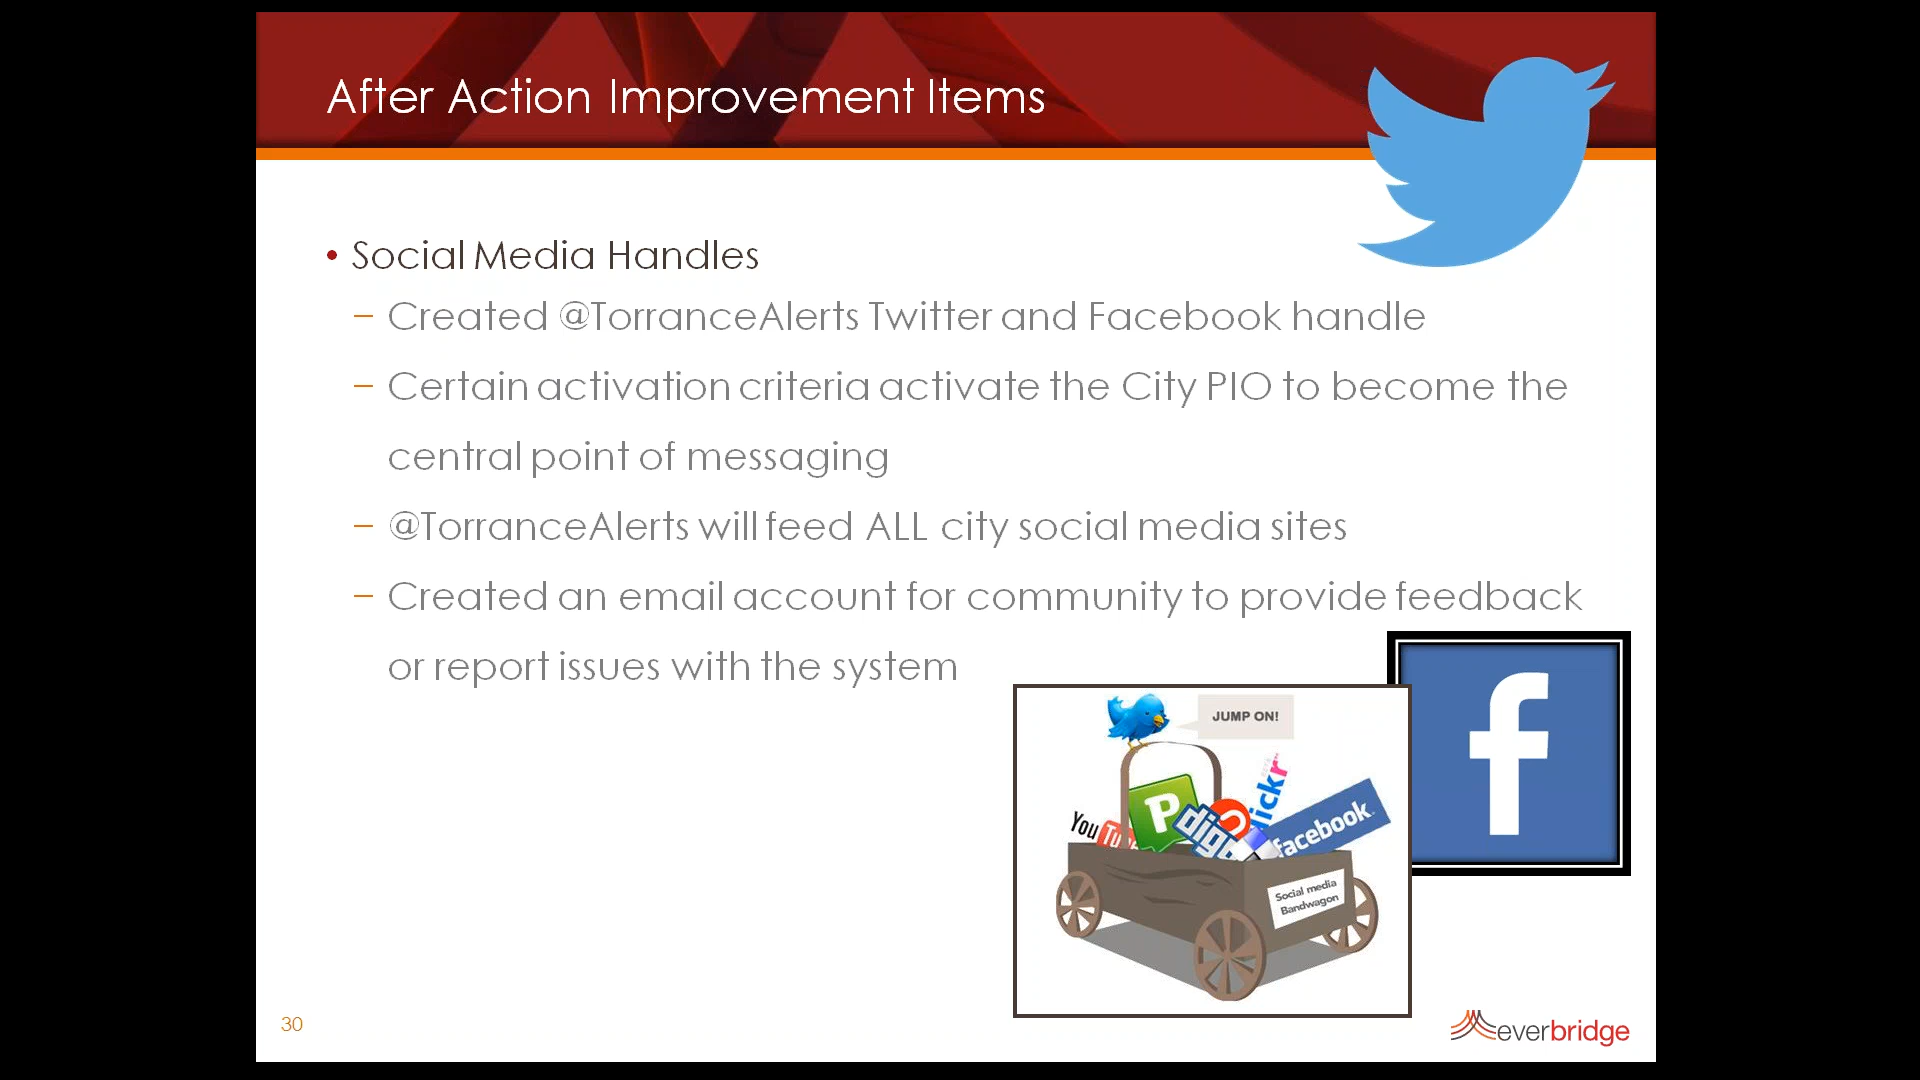 After Action Improvement Items
• Social Media Handles
– Created @TorranceAlerts Twitter and Facebook handle
– Certain activation criteria activate the City PIO to become the
central point of messaging
– @TorranceAlerts will feed ALL city social media sites
– Created an email account for community to provide feedback
or report issues with the system
f
JUMP ON!
You Tube
P
digg
flickr
facebook
Social media
Bandwagon
30
everbridge